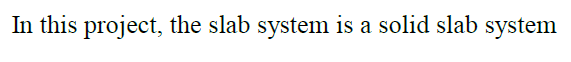 In this project, the slab system is a solid slab system